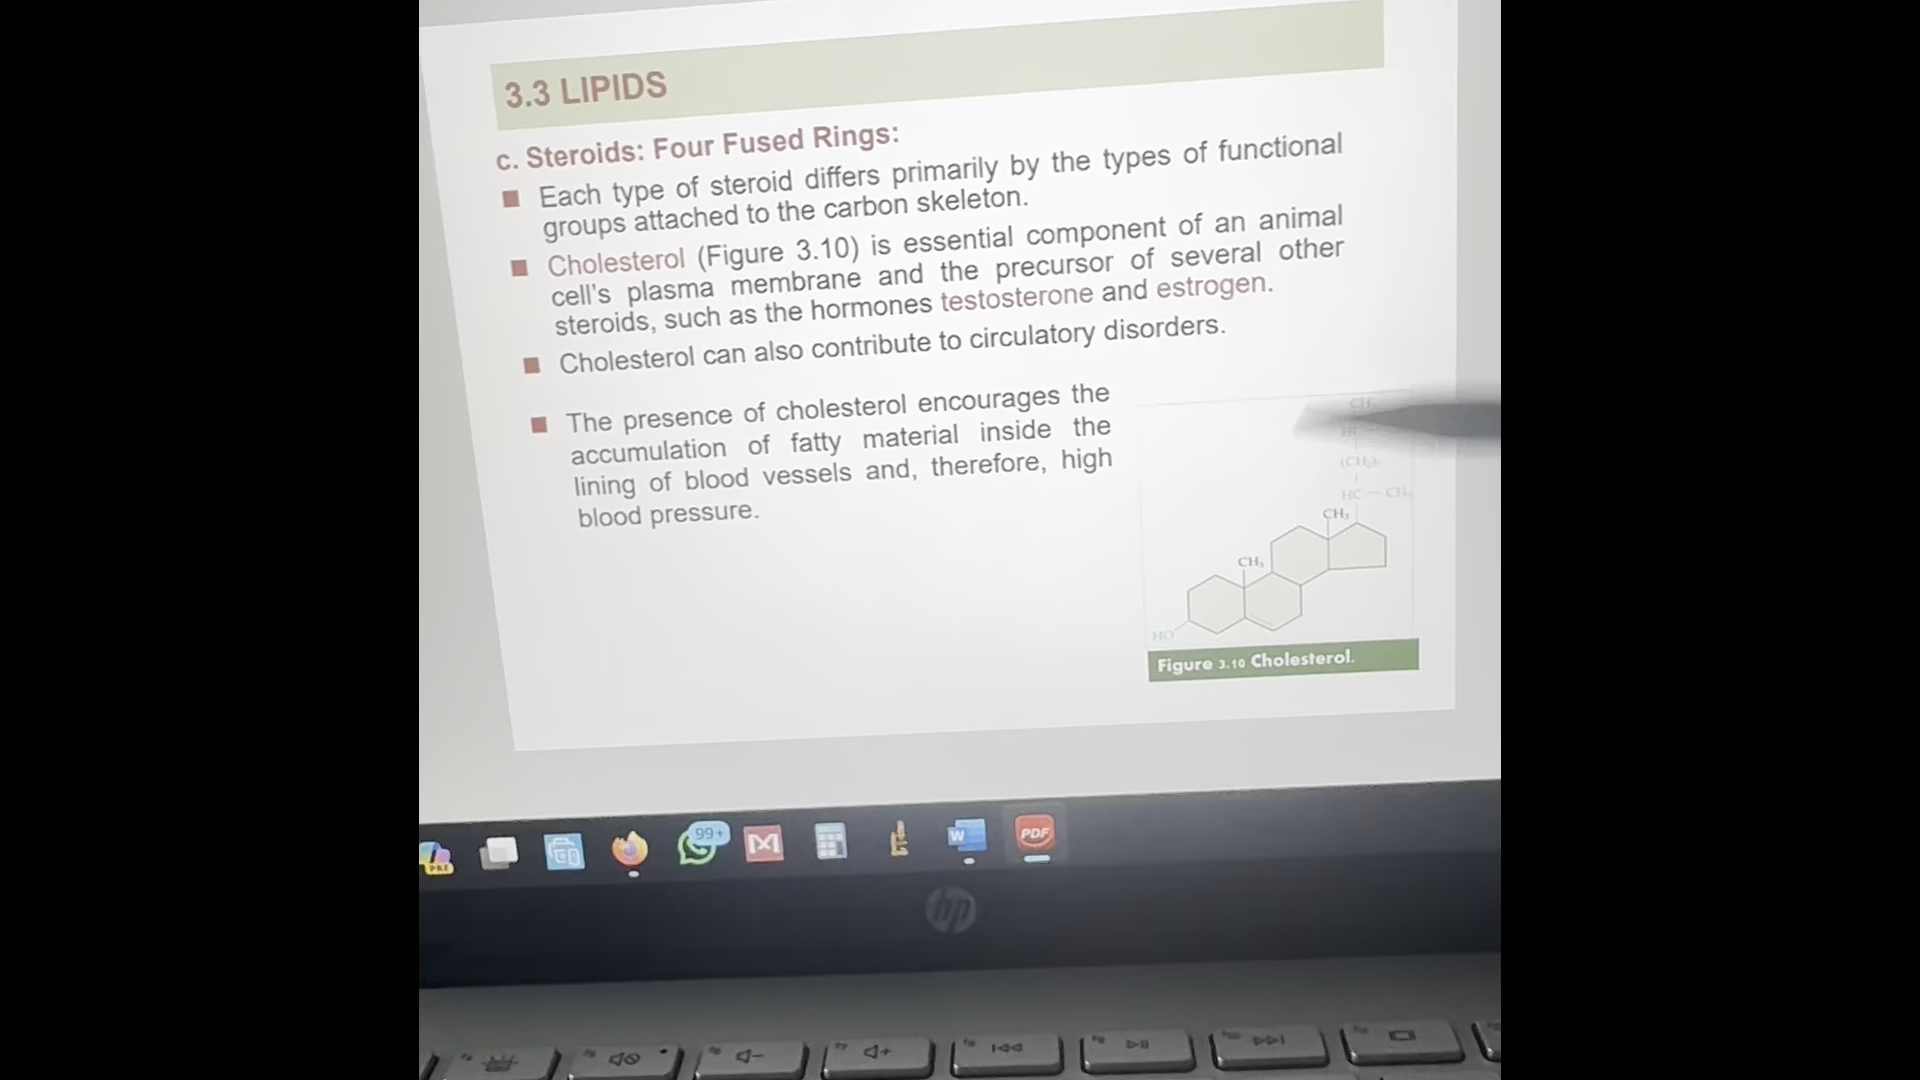 3.3 LIPIDS
c. Steroids: Four Fused Rings:
Each type of steroid differs primarily by the types of functional
groups attached to the carbon skeleton.
Cholesterol (Figure 3.10) is essential component of an animal
cell's plasma membrane and the precursor of several other
steroids, such as the hormones testosterone and estrogen.
Cholesterol can also contribute to circulatory disorders.
The presence of cholesterol encourages the
accumulation of fatty material inside the
lining of blood vessels and, therefore, high
blood pressure.
HC — CH₃
CH₃
CH₃
HO
Figure 3.10 Cholesterol.
99+
W
PDF
PRE
hp